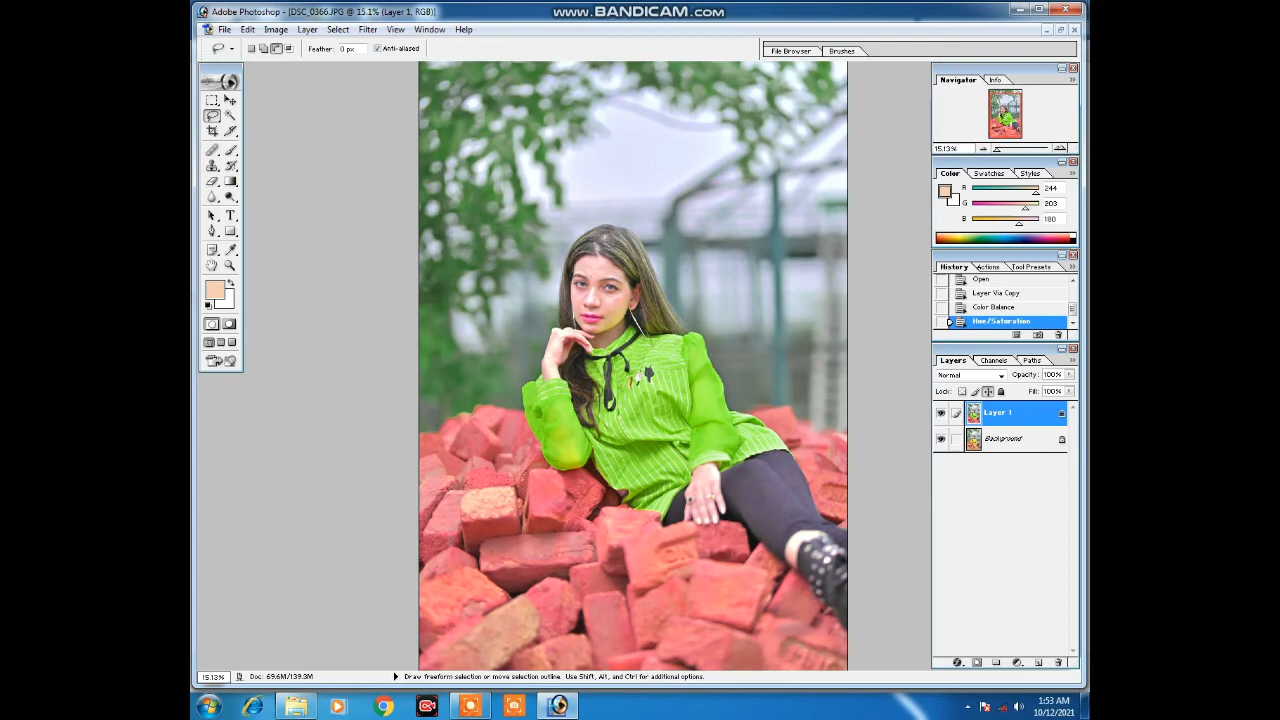 Adobe Photoshop - [DSC_0366.JPG @ 15.1% (Layer 1, RGB)]
www.BANDICAM.com
File Edit Image Layer Select Filter View Window Help
Feather: 0 px Anti-aliased
File Browser Brushes
Navigator Info
15.13%
Color Swatches Styles
R 244
G 203
B 180
History Actions Tool Presets
Open
Layer Via Copy
Color Balance
Hue/Saturation
Layers Channels Paths
Normal Opacity: 100%
Lock: Fill: 100%
Layer 1
Background
15.13% Doc: 69.6M/139.3M Draw freeform selection or move selection outline. Use Shift, Alt, and Ctrl for additional options.
1:53 AM
10/12/2021